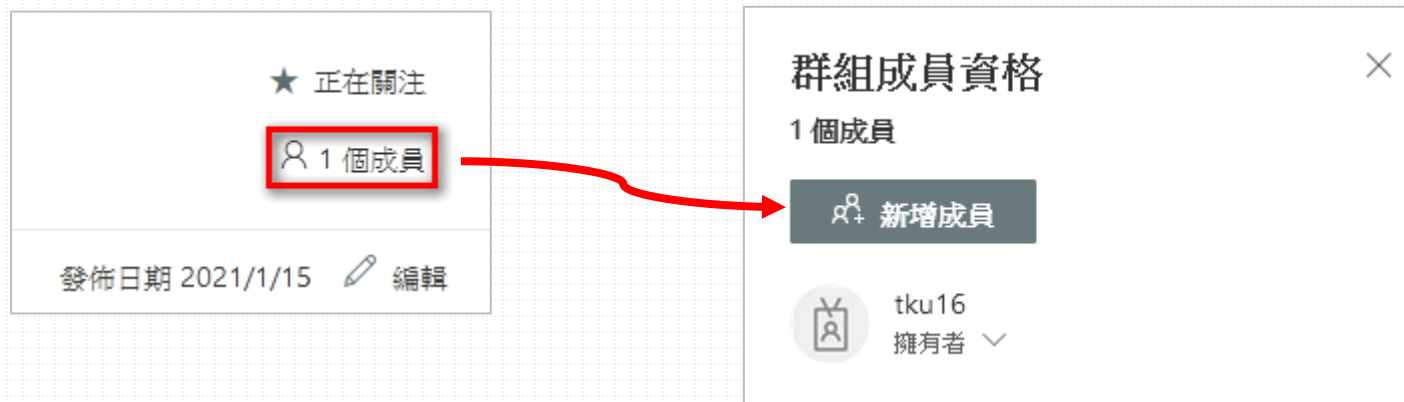 正在關注
1 個成員
發佈日期 2021/1/15 編輯
群組成員資格
1 個成員
新增成員
tku16
擁有者